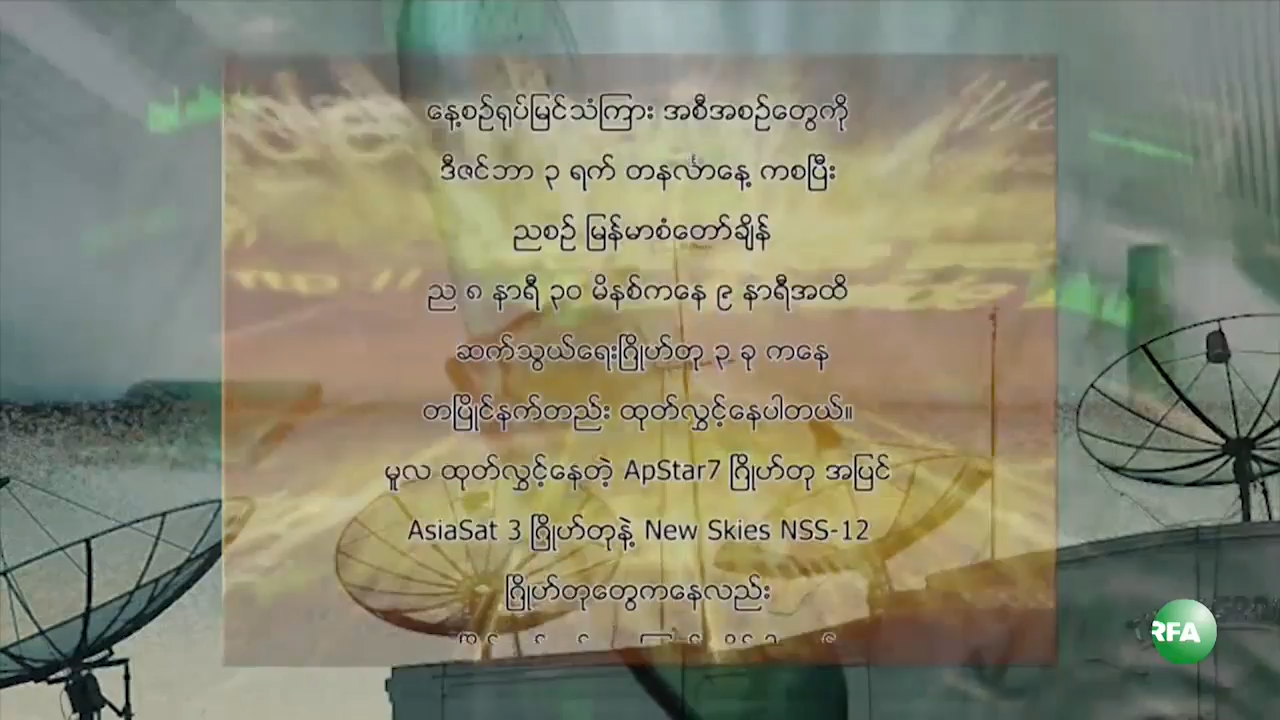 နေ့စဉ်ရုပ်မြင်သံကြား အစီအစဉ်တွေကို
ဒီဇင်ဘာ ၃ ရက် တနင်္လာနေ့ ကစပြီး
ညစဉ် မြန်မာစံတော်ချိန်
ည ၈ နာရီ ၃၀ မိနစ်ကနေ ၉ နာရီအထိ
ဆက်သွယ်ရေးဂြိုဟ်တု ၃ ခု ကနေ
တပြိုင်နက်တည်း ထုတ်လွှင့်နေပါတယ်။
မူလ ထုတ်လွှင့်နေတဲ့ ApStar7 ဂြိုဟ်တု အပြင်
AsiaSat 3 ဂြိုဟ်တုနဲ့ New Skies NSS-12
ဂြိုဟ်တုတွေကနေလည်း
RFA